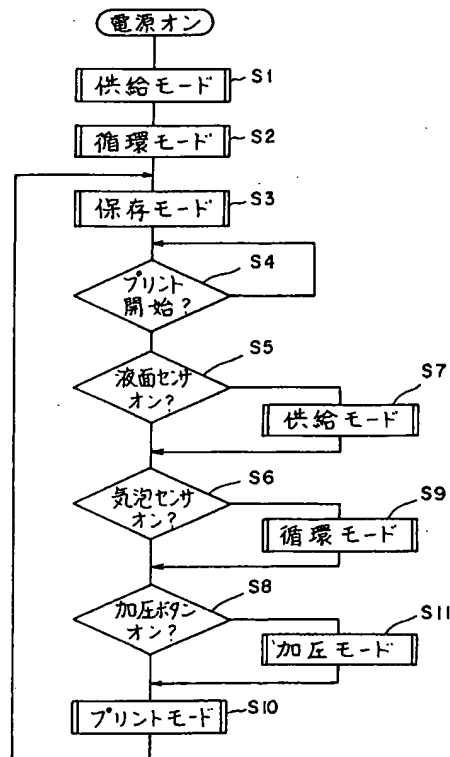 電源オン
供給モード
S1
循環モード
S2
保存モード
S3
プリント
開始?
S4
液面センサ
オン?
S5
供給モード
S7
気泡センサ
オン?
S6
循環モード
S9
加圧ボタン
オン?
S8
加圧モード
S11
プリントモード
S10